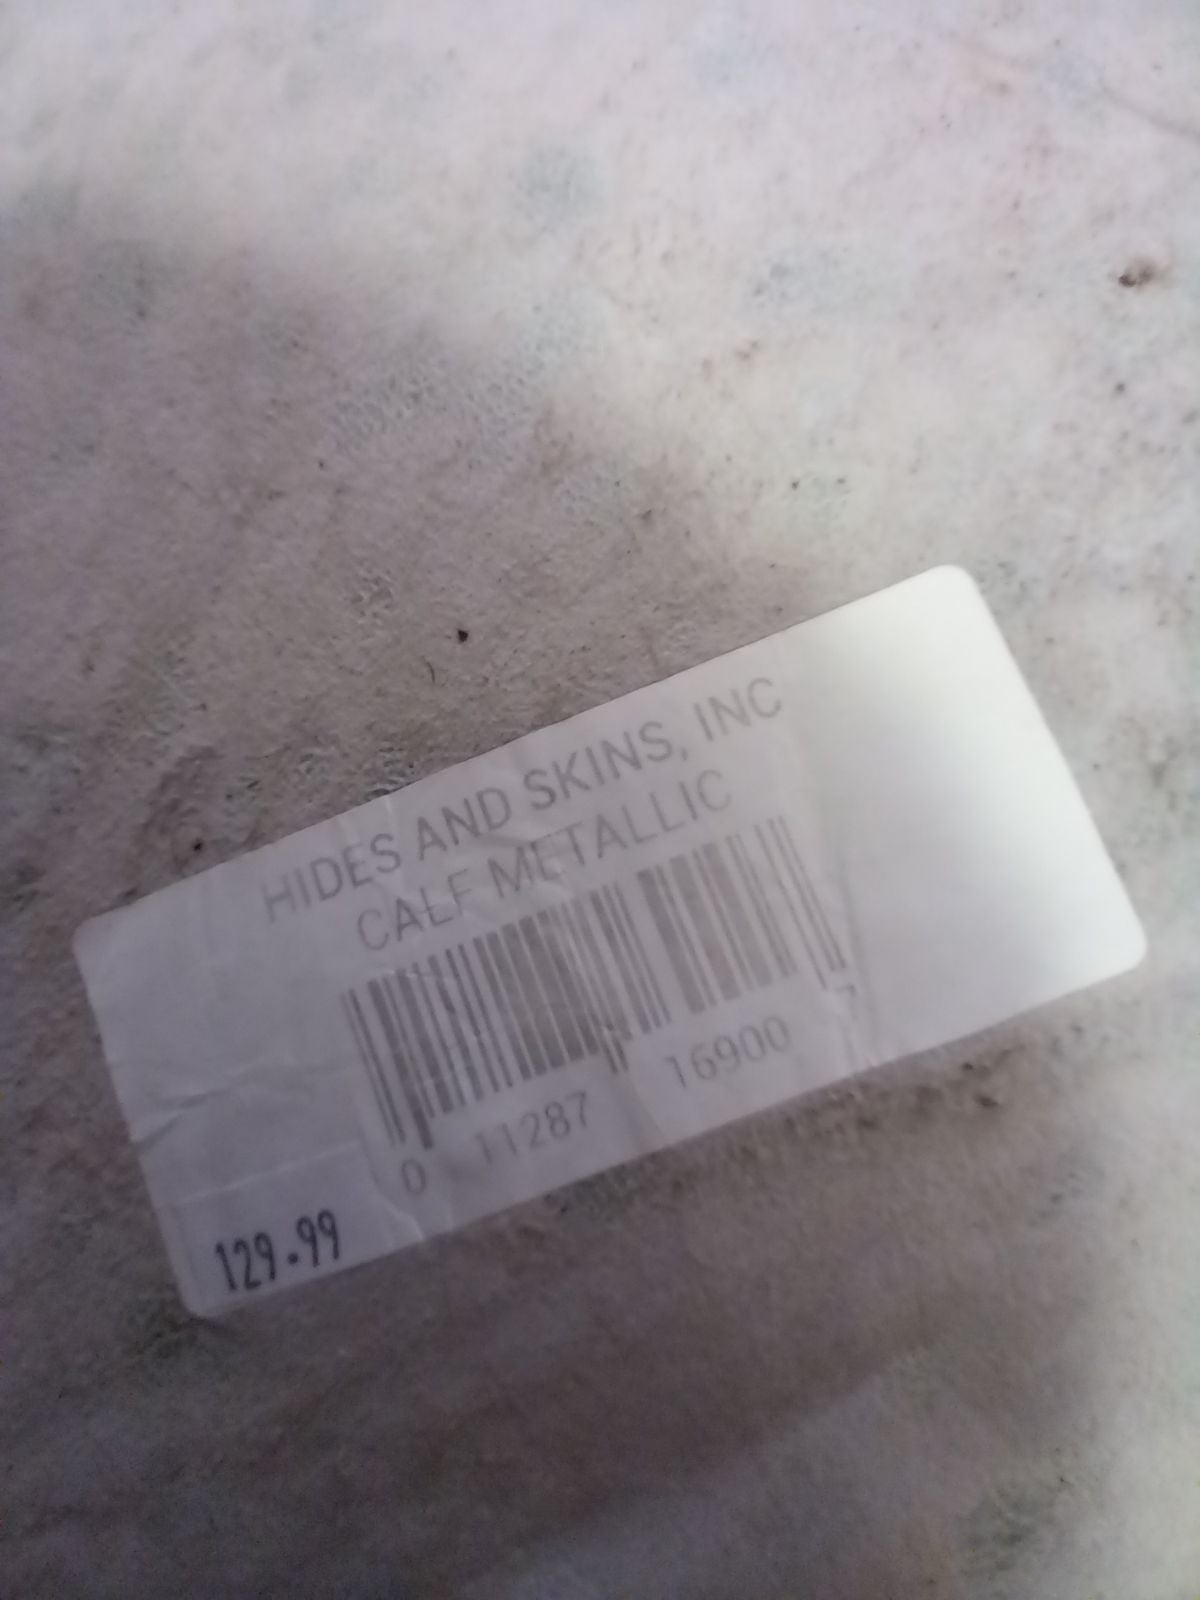 HIDES AND SKINS, INC
CALF METALLIC
0 11287 16900 7
129.99